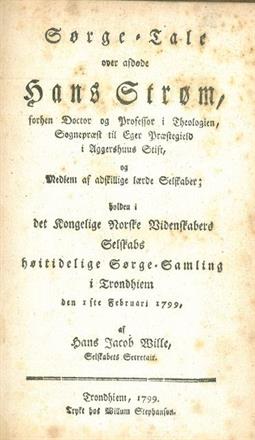 Sørge-Tale
over afdøde
Hans Strøm,
forhen Doctor og Professor i Theologien,
Sognepræst til Eger Præstegield
i Aggershuus Stift,
og
Medlem af adskillige lærde Selskaber;
holden i
det Kongelige Norske Videnskabers
Selskabs
høitidelige Sørge-Samling
i Trondhiem
den 1ste Februari 1799,
af
Hans Jacob Wille,
Selskabets Secretair.
Trondhiem, 1799.
Trykt hos Willum Stephanson.